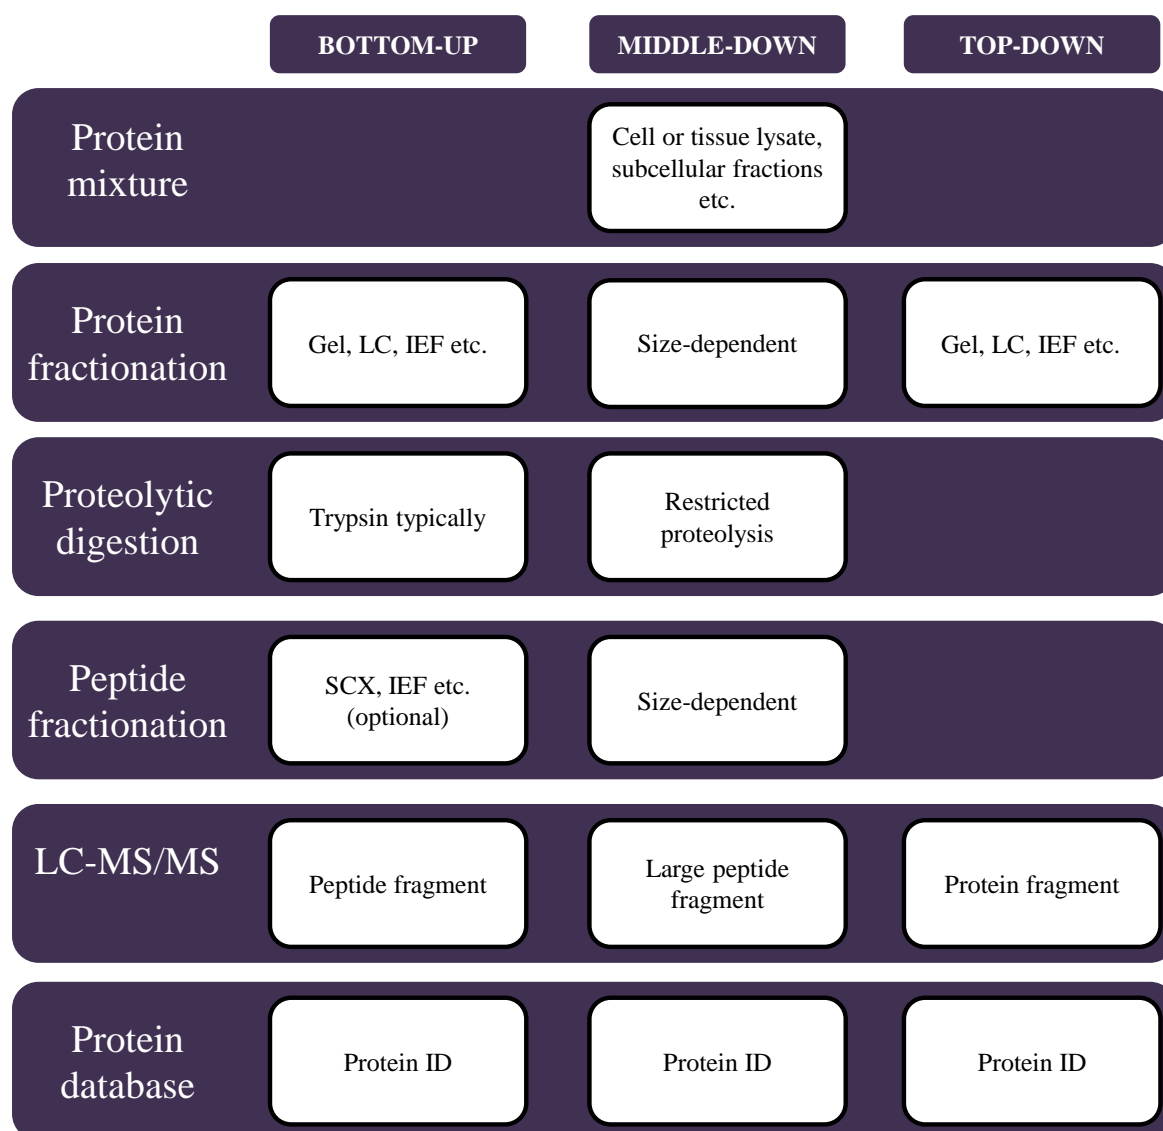 BOTTOM-UP
MIDDLE-DOWN
TOP-DOWN
Protein
mixture
Cell or tissue lysate,
subcellular fractions
etc.
Protein
fractionation
Gel, LC, IEF etc.
Size-dependent
Gel, LC, IEF etc.
Proteolytic
digestion
Trypsin typically
Restricted
proteolysis
Peptide
fractionation
SCX, IEF etc.
(optional)
Size-dependent
LC-MS/MS
Peptide fragment
Large peptide
fragment
Protein fragment
Protein
database
Protein ID
Protein ID
Protein ID